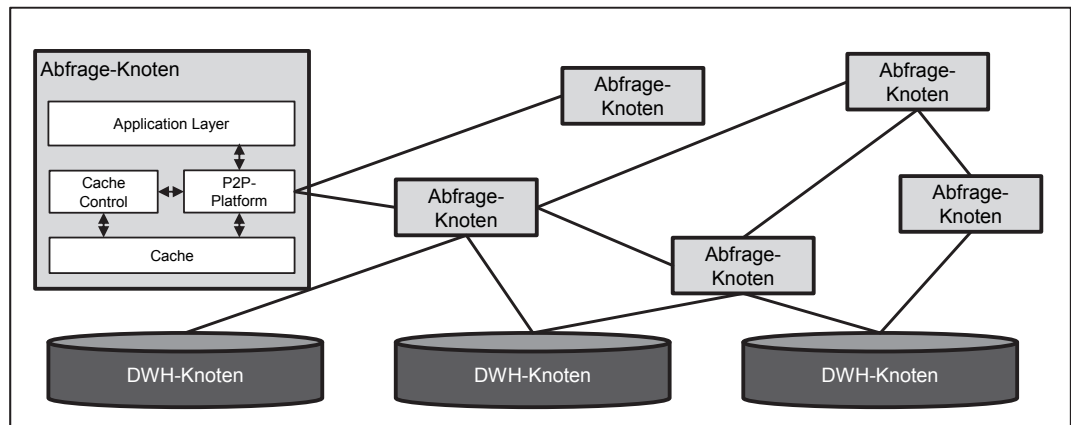 Abfrage-Knoten
Application Layer
Cache
Control
P2P-
Platform
Cache
Abfrage-
Knoten
Abfrage-
Knoten
Abfrage-
Knoten
Abfrage-
Knoten
Abfrage-
Knoten
DWH-Knoten
DWH-Knoten
DWH-Knoten